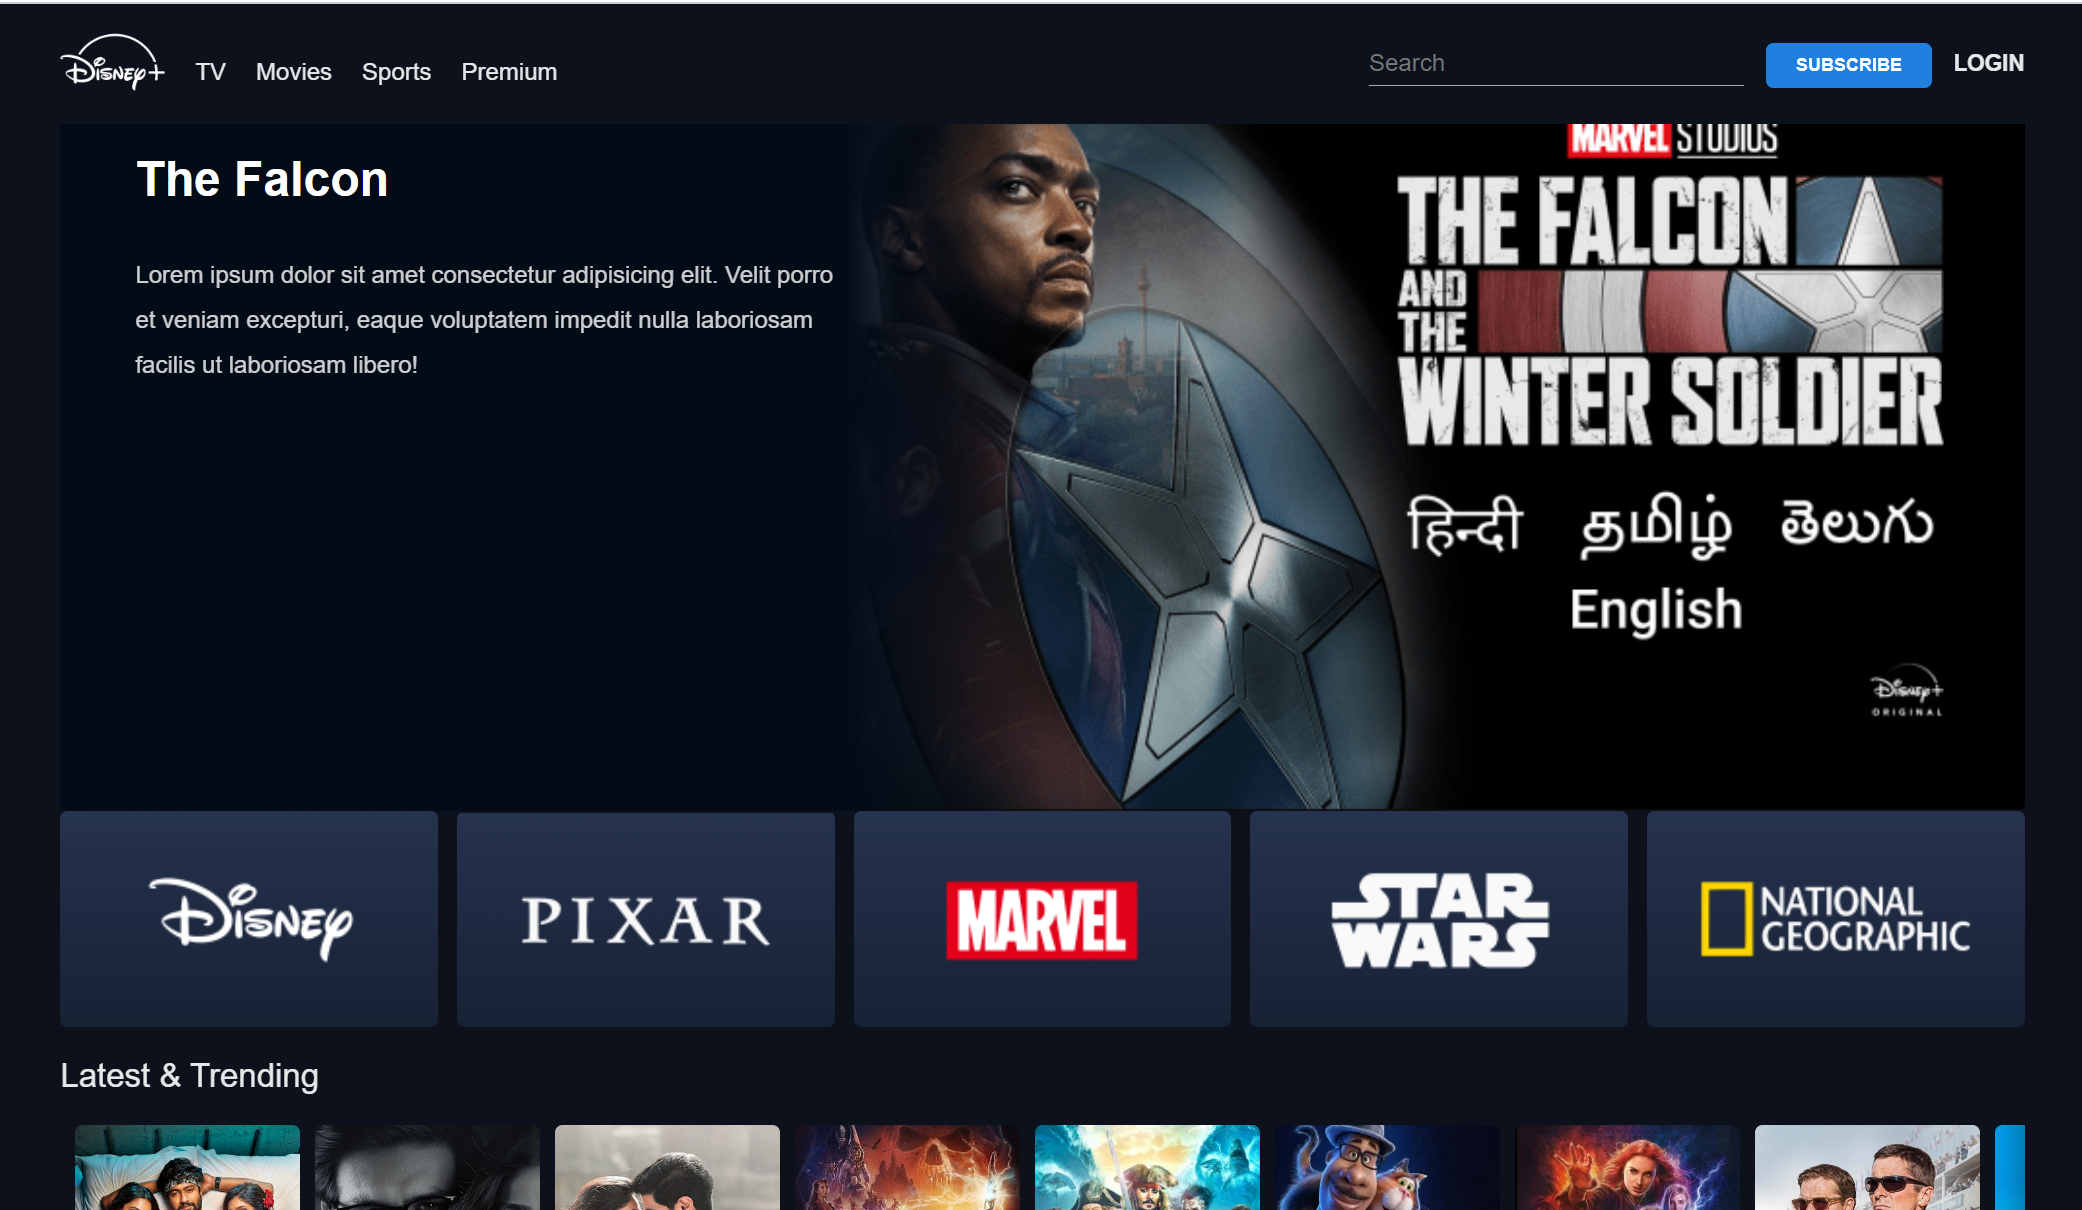 Disney+
TV Movies Sports Premium
Search
SUBSCRIBE
LOGIN
The Falcon
Lorem ipsum dolor sit amet consectetur adipisicing elit. Velit porro
et veniam excepturi, eaque voluptatem impedit nulla laboriosam
facilis ut laboriosam libero!
MARVEL STUDIOS
THE FALCON
AND
THE
WINTER SOLDIER
हिन्दी தமிழ் తెలుగు
English
Disney+
ORIGINAL
Disney
PIXAR
MARVEL
STAR
WARS
NATIONAL
GEOGRAPHIC
Latest & Trending